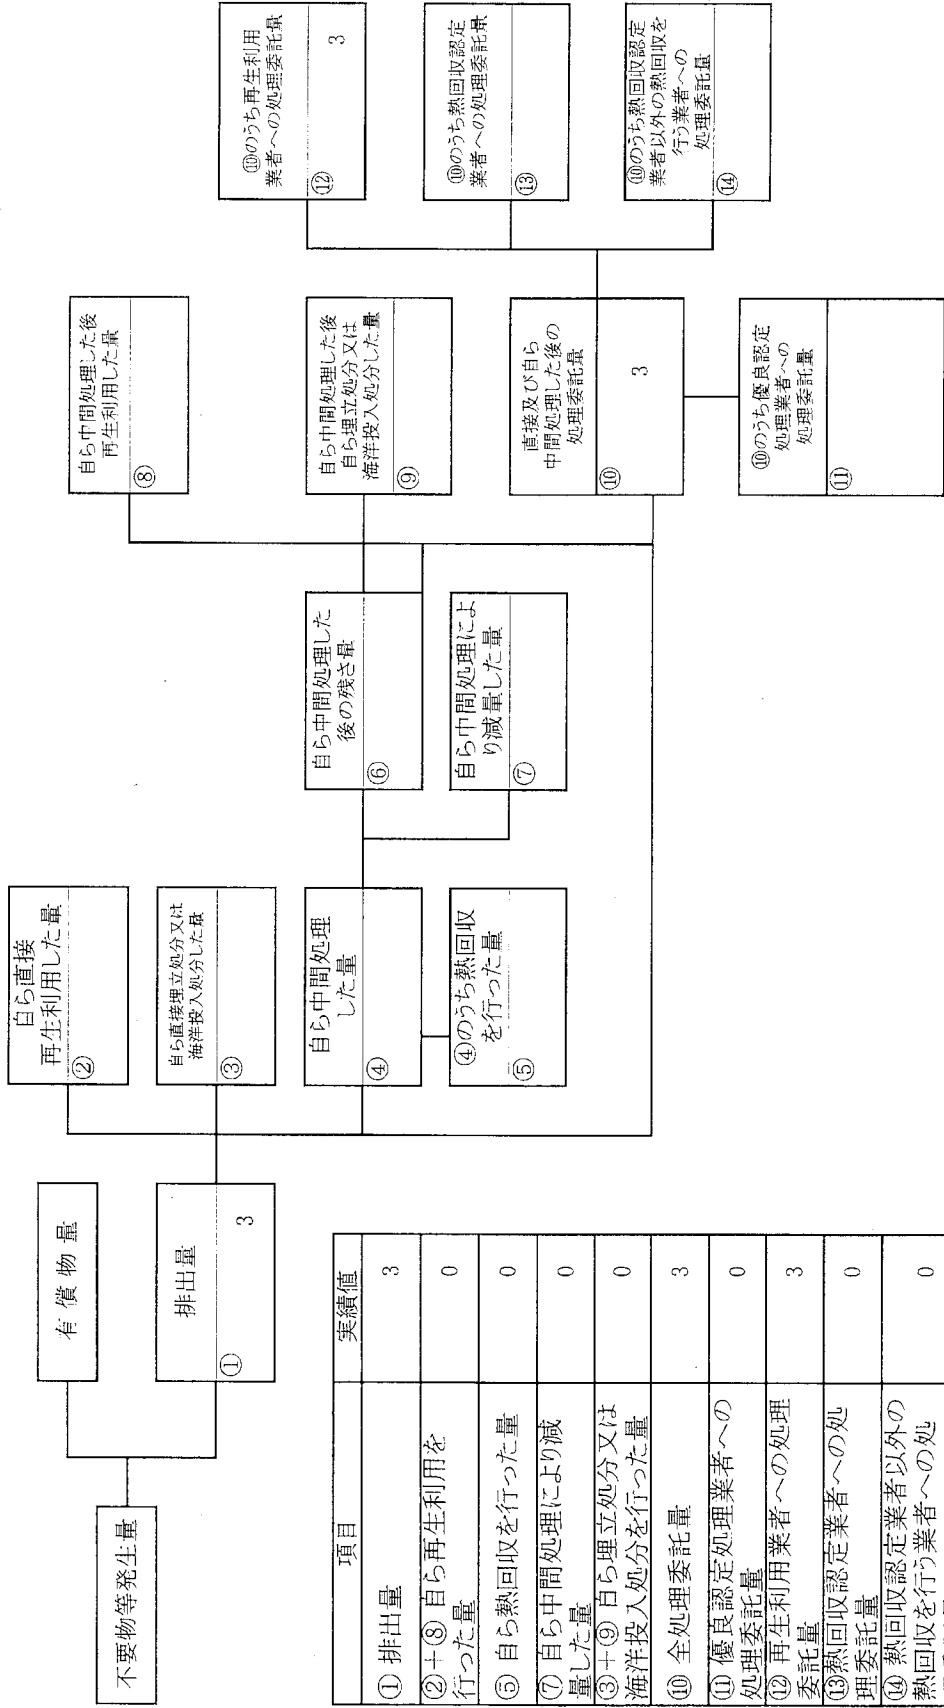 不要物等発生量
有償物量
排出量
①
3
自ら直接
再生利用した量
②
自ら直接埋立処分又は
海洋投入処分した量
③
自ら中間処理
した量
④
④のうち熱回収
を行った量
⑤
自ら中間処理した
後の残さ量
⑥
自ら中間処理によ
り減量した量
⑦
自ら中間処理した後
再生利用した量
⑧
自ら中間処理した後
自ら埋立処分又は
海洋投入処分した量
⑨
直接及び自ら
中間処理した後の
処理委託量
⑩
3
⑩のうち優良認定
処理業者への
処理委託量
⑪
⑩のうち再生利用
業者への処理委託量
⑫
3
⑩のうち熱回収認定
業者への処理委託量
⑬
⑩のうち熱回収認定
業者以外の熱回収を
行う業者への
処理委託量
⑭
項目 実績値
① 排出量 3
②+⑧ 自ら再生利用を
行った量 0
⑤ 自ら熱回収を行った量 0
⑦ 自ら中間処理により減
量した量 0
③+⑨ 自ら埋立処分又は
海洋投入処分を行った量 0
⑩ 全処理委託量 3
⑪ 優良認定処理業者への
処理委託量 0
⑫ 再生利用業者への処理
委託量 3
⑬熱回収認定業者への処
理委託量 0
⑭ 熱回収認定業者以外の
熱回収を行う業者への処 0